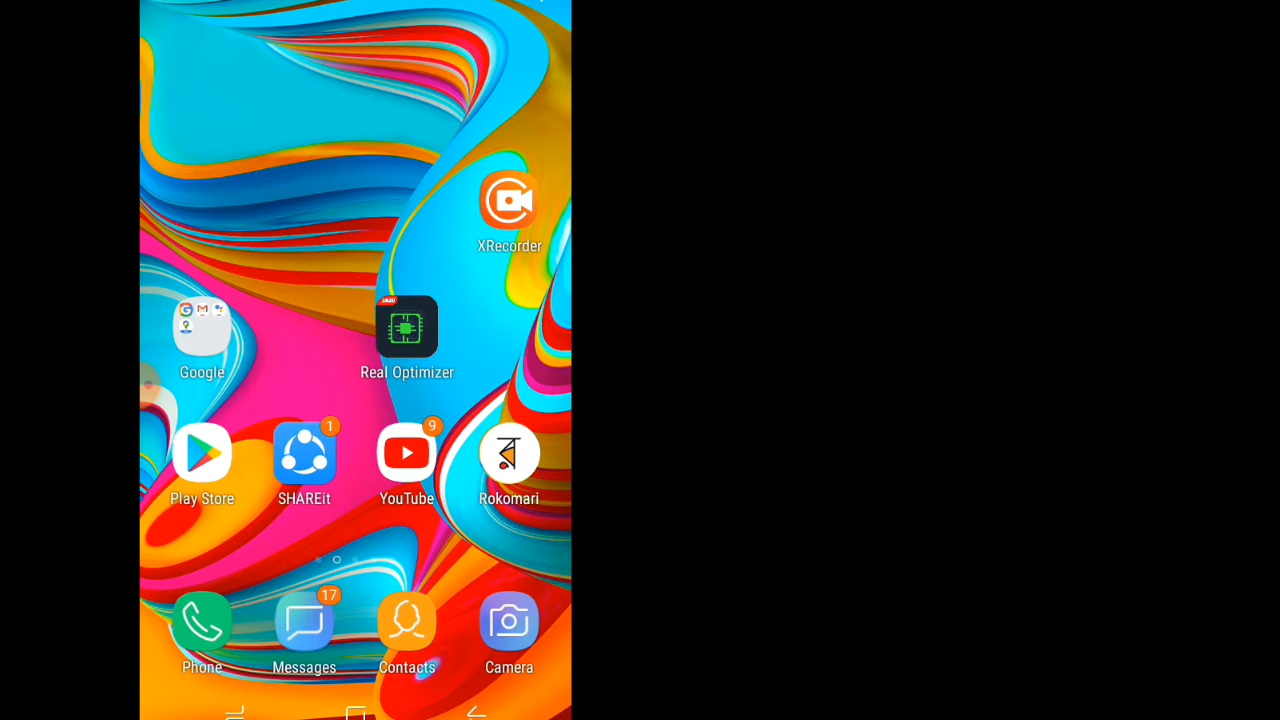 XRecorder
Google
Real Optimizer
1
9
Play Store
SHAREit
YouTube
Rokomari
17
Phone
Messages
Contacts
Camera